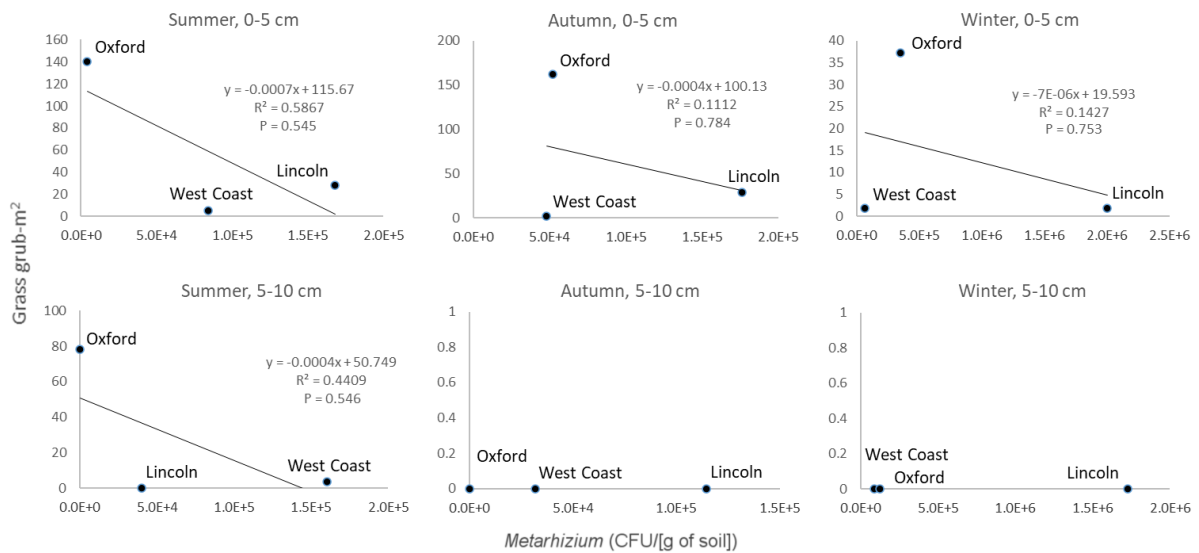 Grass grub-m²
Summer, 0-5 cm
160
140
120
100
80
60
40
20
0
Oxford
y = -0.0007x + 115.67
R² = 0.5867
P = 0.545
Lincoln
West Coast
0.0E+0 5.0E+4 1.0E+5 1.5E+5 2.0E+5
Autumn, 0-5 cm
200
150
100
50
0
Oxford
y = -0.0004x + 100.13
R² = 0.1112
P = 0.784
Lincoln
West Coast
0.0E+0 5.0E+4 1.0E+5 1.5E+5 2.0E+5
Winter, 0-5 cm
40
35
30
25
20
15
10
5
0
Oxford
y = -7E-06x + 19.593
R² = 0.1427
P = 0.753
West Coast
Lincoln
0.0E+0 5.0E+5 1.0E+6 1.5E+6 2.0E+6 2.5E+6
Summer, 5-10 cm
100
80
60
40
20
0
Oxford
y = -0.0004x + 50.749
R² = 0.4409
P = 0.546
Lincoln
West Coast
0.0E+0 5.0E+4 1.0E+5 1.5E+5 2.0E+5
Autumn, 5-10 cm
1
0.8
0.6
0.4
0.2
0
Oxford
West Coast
Lincoln
0.0E+0 5.0E+4 1.0E+5 1.5E+5
Winter, 5-10 cm
1
0.8
0.6
0.4
0.2
0
West Coast
Oxford
Lincoln
0.0E+0 5.0E+5 1.0E+6 1.5E+6 2.0E+6
Metarhizium (CFU/[g of soil])